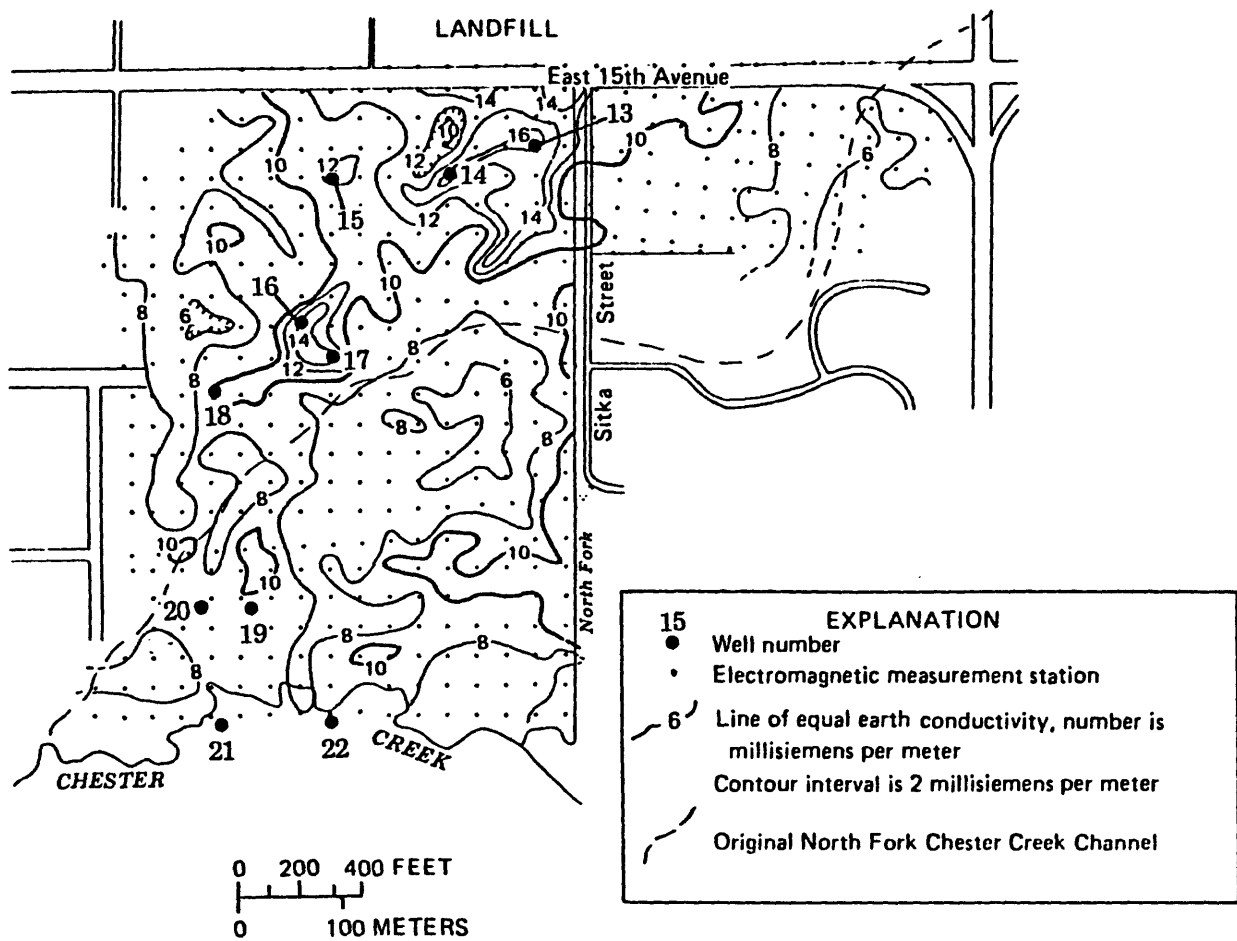 LANDFILL
East 15th Avenue
14
14
13
10
16
10
10
12
12
8
6
14
15
12
14
10
10
16
8
6
10
10
Street
14
17
12
8
8
6
18
8
8
Sitka
8
10
10
10
North Fork
20
19
8
8
8
10
21
22
CHESTER
CREEK
0 200 400 FEET
0 100 METERS
EXPLANATION
15
Well number
Electromagnetic measurement station
6 Line of equal earth conductivity, number is
millisiemens per meter
Contour interval is 2 millisiemens per meter
Original North Fork Chester Creek Channel